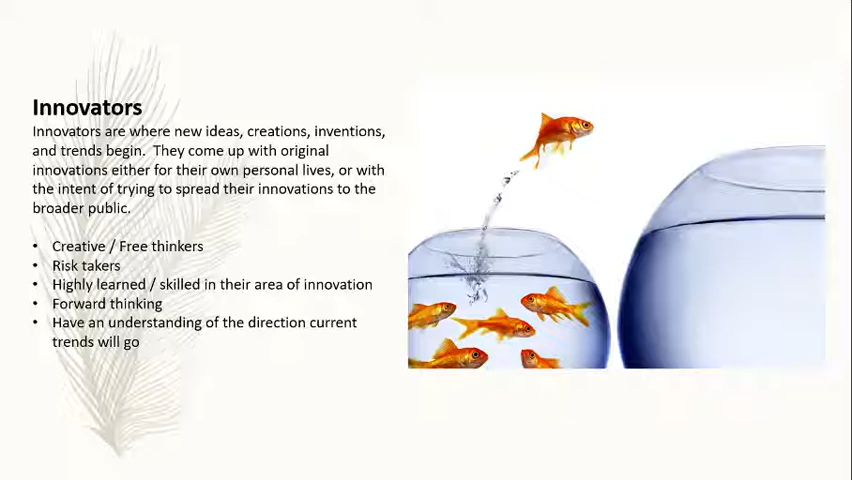 Innovators
Innovators are where new ideas, creations, inventions,
and trends begin.  They come up with original
innovations either for their own personal lives, or with
the intent of trying to spread their innovations to the
broader public.
• Creative / Free thinkers
• Risk takers
• Highly learned / skilled in their area of innovation
• Forward thinking
• Have an understanding of the direction current
trends will go